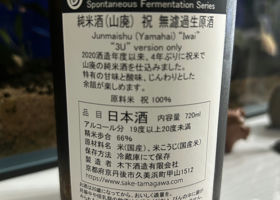 Spontaneous Fermentation Series
純米酒(山廃) 祝 無濾過生原酒
Junmaishu (Yamahai) "Iwai"
"3U" version only
2020酒造年度以来、4年ぶりに祝米で
山廃の純米酒を仕込みました。
特有の甘味と酸味、じんわりとした
余韻が楽しめます。
原料米 祝 100%
品目 日本酒 内容量 720ml
アルコール分 19度以上20度未満
精米歩合 66%
原材料名 米(国産)、米こうじ(国産米)
保存方法 冷蔵庫にて保存
製造者 木下酒造有限会社
京都府京丹後市久美浜町甲山1512
https://www.sake-tamagawa.com/